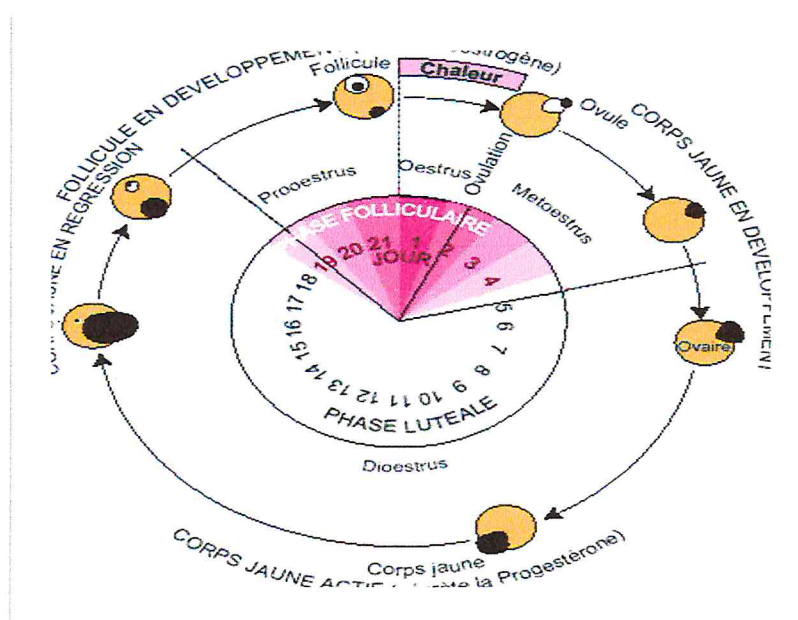 FOLLICULE EN DEVELOPPEME
strogène)
Follicule
Chaleur
Ovule
CORPS JAUNE EN DEVELOPPEMENT
Ovulation
Prooestrus
Oestrus
Metoestrus
PHASE FOLLICULAIRE
JOUR
1
2
3
4
5
6
7
8
9
10
11
12
13
14
15
16
17
18
19
20
21
PHASE LUTEALE
Dioestrus
Ovaire
EN REGRESSION
Corps jaune
CORPS JAUNE ACTIF
la Progestérone)